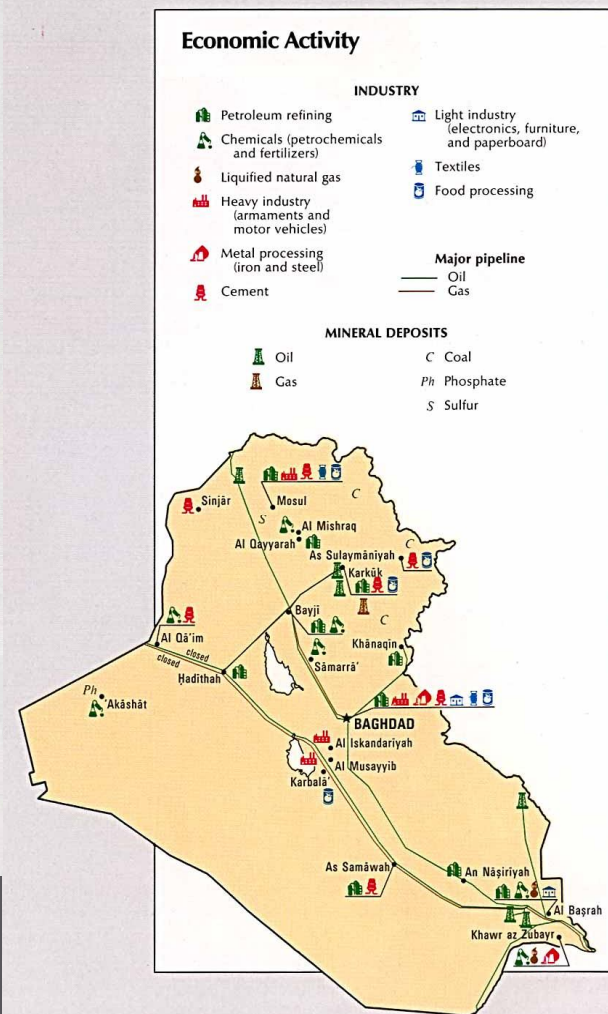 Economic Activity
INDUSTRY
Petroleum refining
Chemicals (petrochemicals
and fertilizers)
Liquified natural gas
Heavy industry
(armaments and
motor vehicles)
Metal processing
(iron and steel)
Cement
Light industry
(electronics, furniture,
and paperboard)
Textiles
Food processing
Major pipeline
Oil
Gas
MINERAL DEPOSITS
Oil
Gas
C Coal
Ph Phosphate
S Sulfur
Sinjār
Mosul
C
S
Al Mishraq
Al Qayyarah
As Sulaymānīyah
C
Karkūk
Bayjī
C
Al Qā'im
closed
closed
Khānaqīn
Sāmarrā'
Ḩadīthah
Ph
'Akāshāt
BAGHDAD
Al Iskandarīyah
Al Musayyib
Karbalā'
As Samāwah
An Nāşirīyah
Al Başrah
Khawr az Zubayr